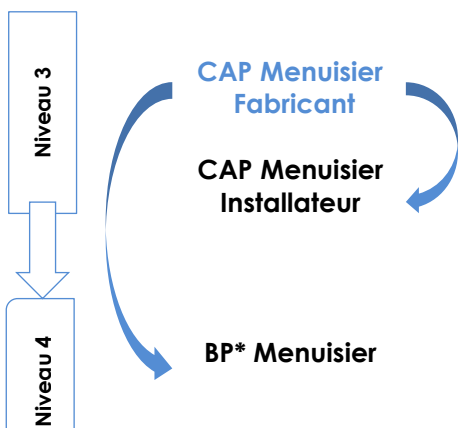 Niveau 3
CAP Menuisier
Fabricant
CAP Menuisier
Installateur
BP* Menuisier
Niveau 4